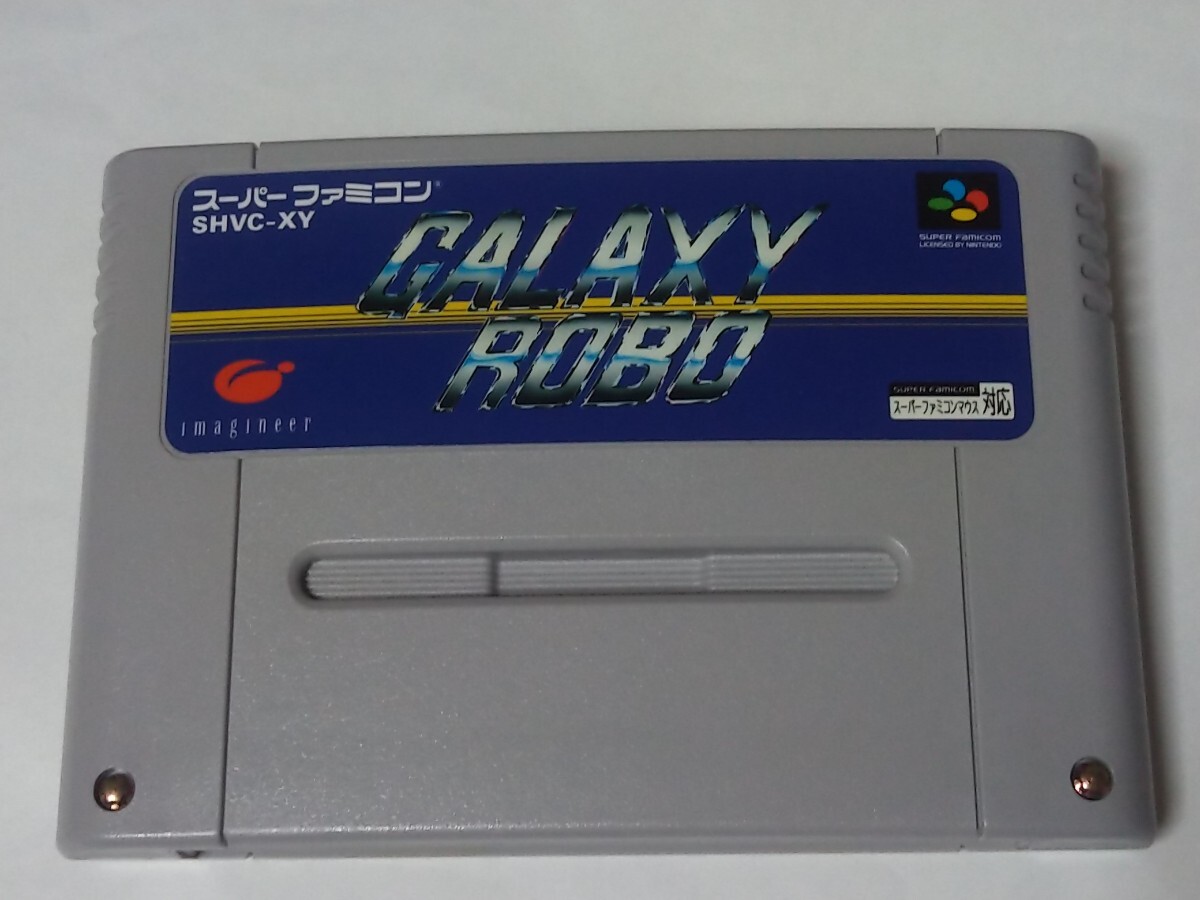 スーパーファミコン
SHVC-XY
GALAXY
ROBO
SUPER FAMICOM
LICENSED BY NINTENDO
imagineer
SUPER FAMICOM
スーパーファミコンマウス 対応